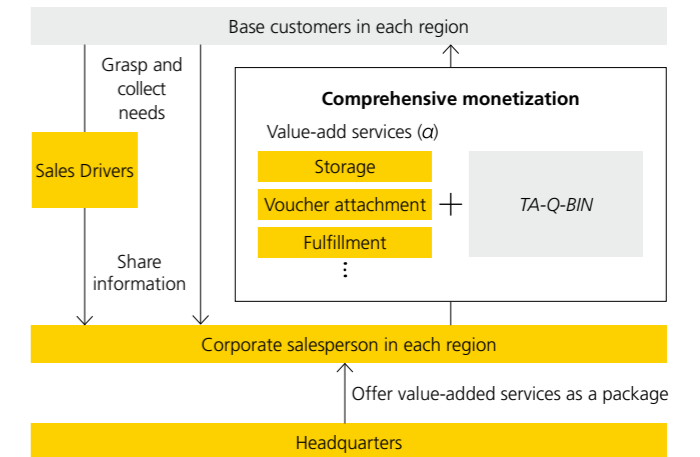 Base customers in each region
Grasp and
collect
needs
Sales Drivers
Share
information
Comprehensive monetization
Value-add services (α)
Storage
Voucher attachment
Fulfillment
⋮
+
TA-Q-BIN
Corporate salesperson in each region
Offer value-added services as a package
Headquarters